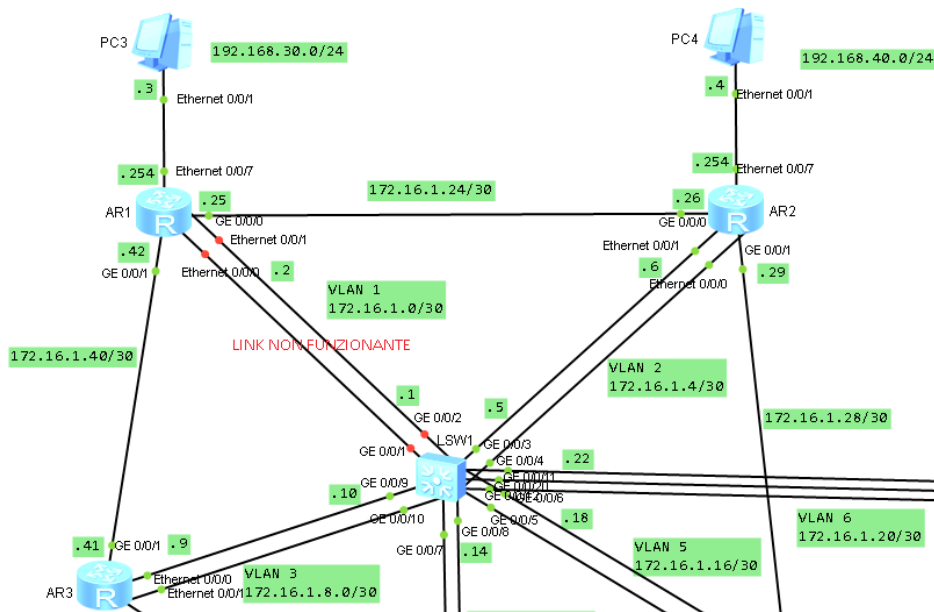 PC3
192.168.30.0/24
PC4
192.168.40.0/24
.3
Ethernet 0/0/1
.4
Ethernet 0/0/1
.254
Ethernet 0/0/7
.254
Ethernet 0/0/7
AR1
.25
GE 0/0/0
172.16.1.24/30
.26
GE 0/0/0
AR2
.42
GE 0/0/1
Ethernet 0/0/1
Ethernet 0/0/0
.2
Ethernet 0/0/1
.6
Ethernet 0/0/0
GE 0/0/1
.29
VLAN 1
172.16.1.0/30
LINK NON FUNZIONANTE
172.16.1.40/30
VLAN 2
172.16.1.4/30
172.16.1.28/30
.1
GE 0/0/2
.5
GE 0/0/1
LSW1
GE 0/0/3
GE 0/0/4
.22
GE 0/0/9
.10
GE 0/0/10
GE 0/0/6
GE 0/0/5
.18
VLAN 6
172.16.1.20/30
GE 0/0/8
GE 0/0/7
.14
VLAN 5
172.16.1.16/30
.41
GE 0/0/1
.9
AR3
Ethernet 0/0/0
Ethernet 0/0/1
VLAN 3
172.16.1.8.0/30